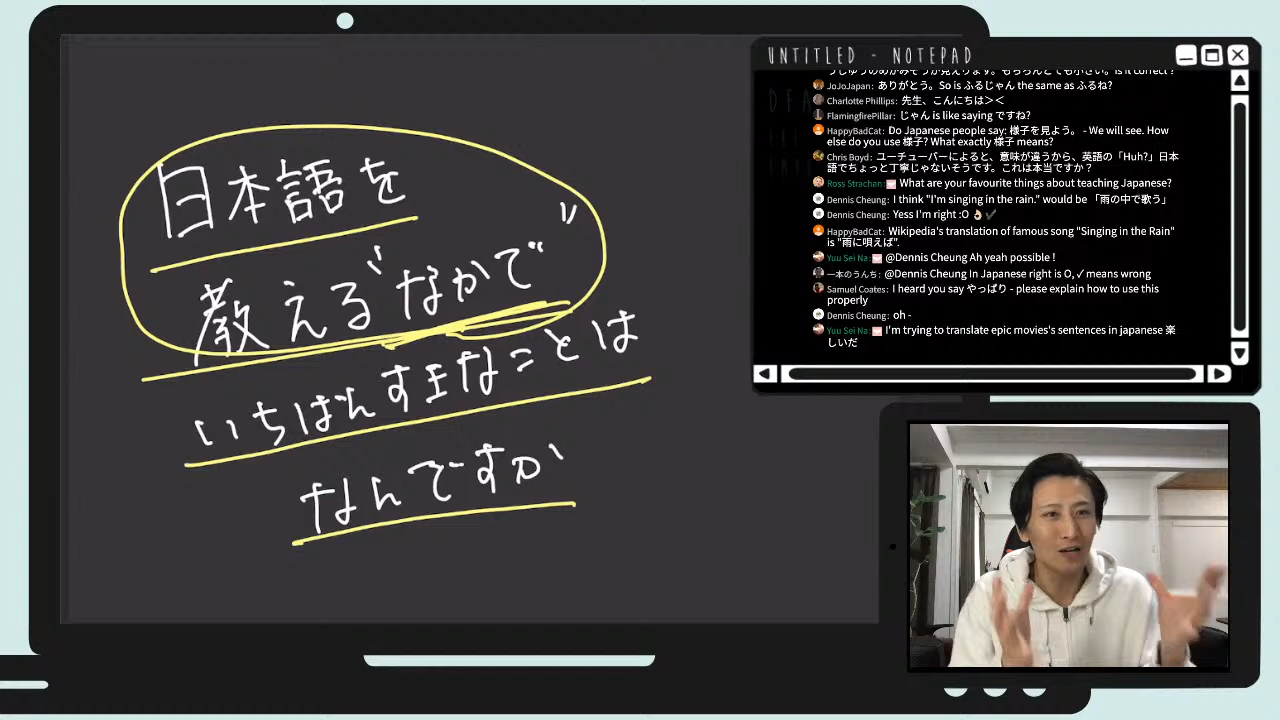 日本語を
教える"なかで"
いちばんすきなことは
なんですか
UNTITLED - NOTEPAD
JoJoJapan: ありがとう。So is ふるじゃん the same as ふるね?
Charlotte Phillips: 先生、こんにちは＞＜
FlamingfirePillar: じゃん is like saying ですね?
HappyBadCat: Do Japanese people say: 様子を見よう。 - We will see. How
else do you use 様子? What exactly 様子 means?
Chris Boyd: ユーチューバーによると、意味が違うから、英語の「Huh?」日本
語でちょっと丁寧じゃないそうです。これは本当ですか？
Ross Strachan: What are your favourite things about teaching Japanese?
Dennis Cheung: I think "I'm singing in the rain." would be 「雨の中で歌う」
Dennis Cheung: Yess I'm right :O 👌✔
HappyBadCat: Wikipedia's translation of famous song "Singing in the Rain"
is "雨に唄えば".
Yuu Sei Na: @Dennis Cheung Ah yeah possible !
一本のうんち: @Dennis Cheung In Japanese right is O, ✓ means wrong
Samuel Coates: I heard you say やっぱり - please explain how to use this
properly
Dennis Cheung: oh -
Yuu Sei Na: I'm trying to translate epic movies's sentences in japanese 楽
しいだ